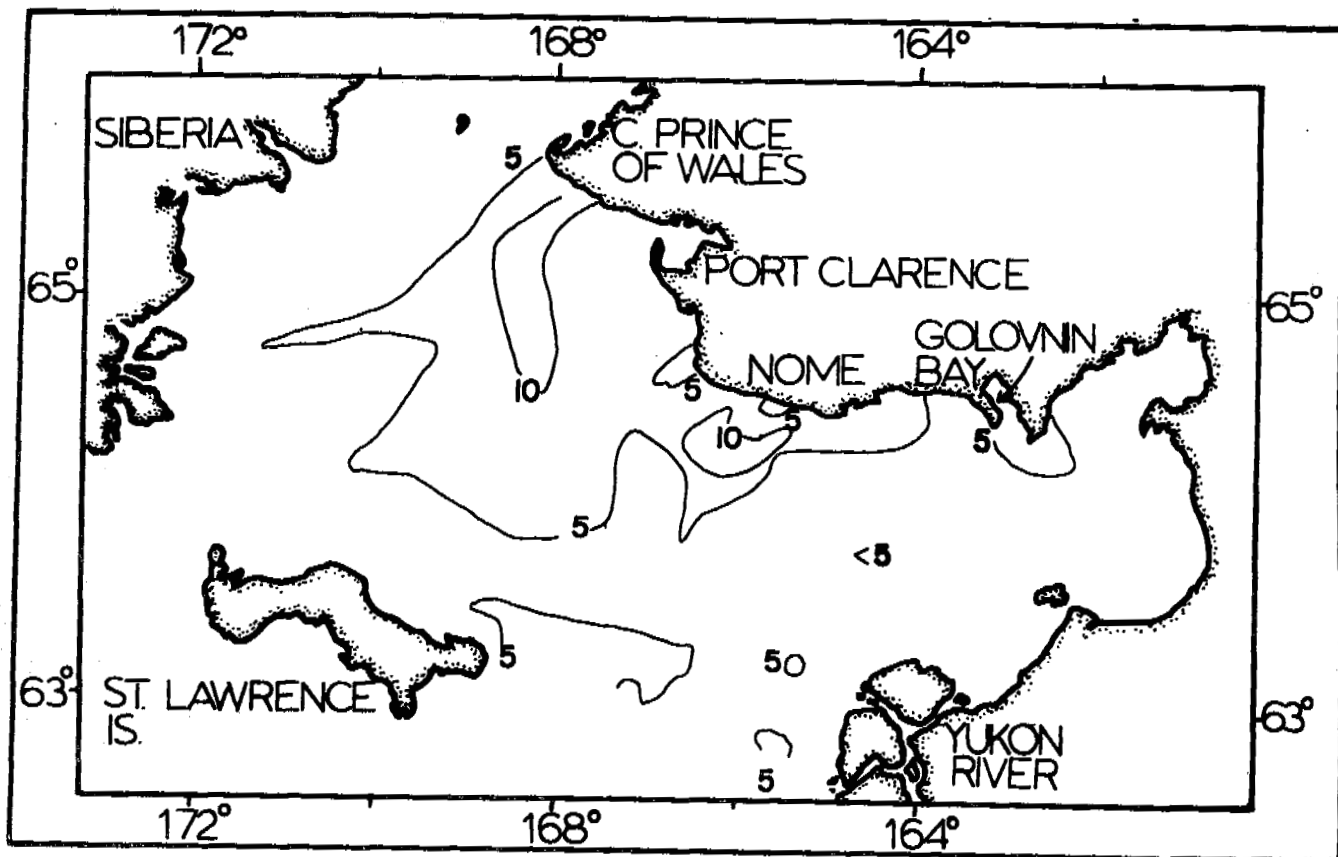 172°
168°
164°
SIBERIA
C. PRINCE
OF WALES
5
65°
PORT CLARENCE
65°
GOLOVNIN
BAY
NOME
10
5
5
10
5
5
<5
5
5
63°
ST. LAWRENCE
IS.
63°
YUKON
RIVER
5
172°
168°
164°